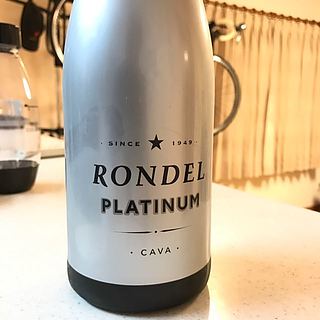 · SINCE ★ 1949 ·
RONDEL
PLATINUM
· CAVA ·